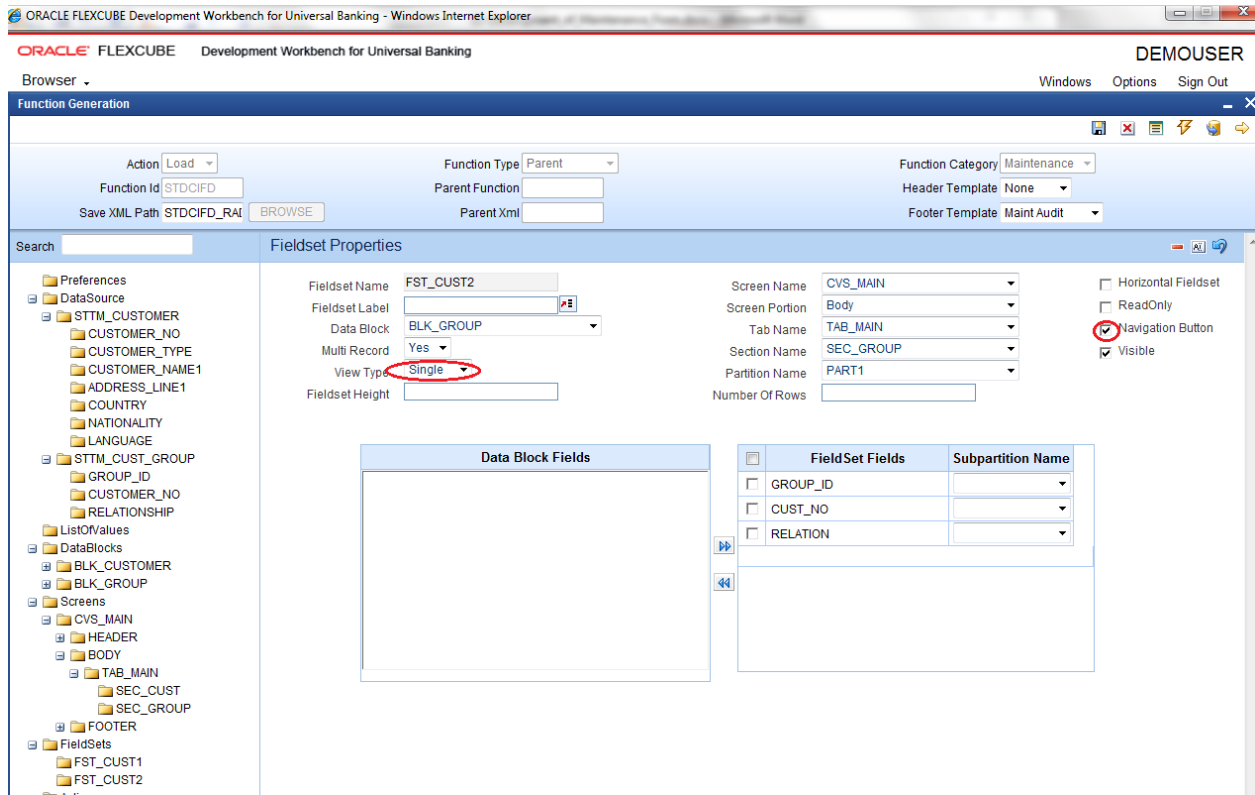 ORACLE FLEXCUBE Development Workbench for Universal Banking - Windows Internet Explorer
ORACLE FLEXCUBE Development Workbench for Universal Banking DEMOUSER
Browser Windows Options Sign Out
Function Generation
Action Load Function Type Parent Function Category Maintenance
Function Id STDCIFD Parent Function Header Template None
Save XML Path STDCIFD_RAD BROWSE Parent Xml Footer Template Maint Audit
Search Fieldset Properties
Preferences
DataSource
STTM_CUSTOMER
CUSTOMER_NO
CUSTOMER_TYPE
CUSTOMER_NAME1
ADDRESS_LINE1
COUNTRY
NATIONALITY
LANGUAGE
STTM_CUST_GROUP
GROUP_ID
CUSTOMER_NO
RELATIONSHIP
ListOfValues
DataBlocks
BLK_CUSTOMER
BLK_GROUP
Screens
CVS_MAIN
HEADER
BODY
TAB_MAIN
SEC_CUST
SEC_GROUP
FOOTER
FieldSets
FST_CUST1
FST_CUST2
Fieldset Name FST_CUST2 Screen Name CVS_MAIN Horizontal Fieldset
Fieldset Label Screen Portion Body ReadOnly
Data Block BLK_GROUP Tab Name TAB_MAIN Navigation Button
Multi Record Yes Section Name SEC_GROUP Visible
View Type Single Partition Name PART1
Fieldset Height Number Of Rows
Data Block Fields FieldSet Fields Subpartition Name
GROUP_ID
CUST_NO
RELATION